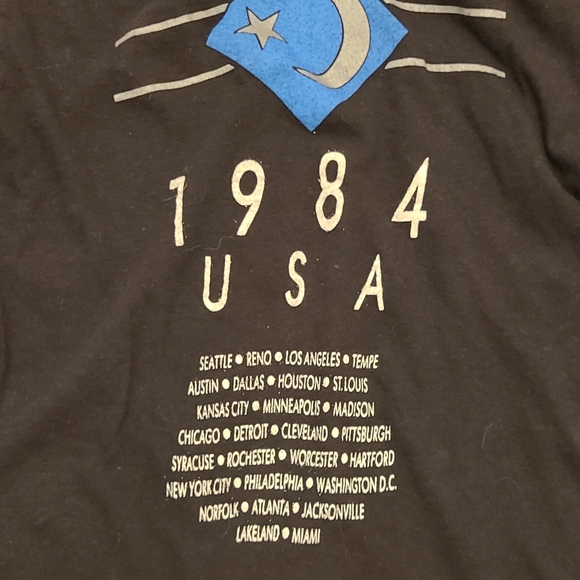 1984
USA
SEATTLE • RENO • LOS ANGELES • TEMPE
AUSTIN • DALLAS • HOUSTON • ST. LOUIS
KANSAS CITY • MINNEAPOLIS • MADISON
CHICAGO • DETROIT • CLEVELAND • PITTSBURGH
SYRACUSE • ROCHESTER • WORCESTER • HARTFORD
NEW YORK CITY • PHILADELPHIA • WASHINGTON D.C.
NORFOLK • ATLANTA • JACKSONVILLE
LAKELAND • MIAMI